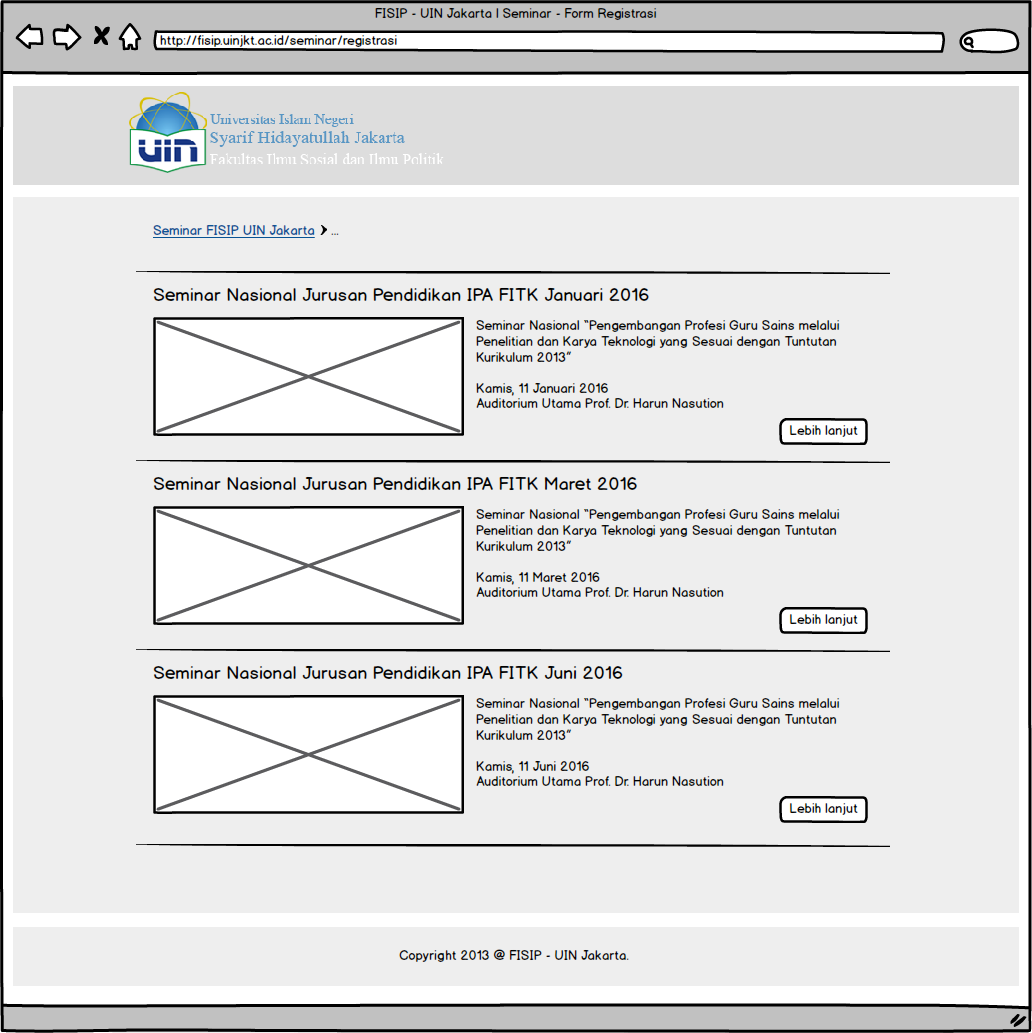 FISIP - UIN Jakarta | Seminar - Form Registrasi
http://fisip.uinjkt.ac.id/seminar/registrasi
Universitas Islam Negeri
Syarif Hidayatullah Jakarta
Fakultas Ilmu Sosial dan Ilmu Politik
UIN
Seminar FISIP UIN Jakarta > ...
Seminar Nasional Jurusan Pendidikan IPA FITK Januari 2016
Seminar Nasional "Pengembangan Profesi Guru Sains melalui
Penelitian dan Karya Teknologi yang Sesuai dengan Tuntutan
Kurikulum 2013"
Kamis, 11 Januari 2016
Auditorium Utama Prof. Dr. Harun Nasution
Lebih lanjut
Seminar Nasional Jurusan Pendidikan IPA FITK Maret 2016
Seminar Nasional "Pengembangan Profesi Guru Sains melalui
Penelitian dan Karya Teknologi yang Sesuai dengan Tuntutan
Kurikulum 2013"
Kamis, 11 Maret 2016
Auditorium Utama Prof. Dr. Harun Nasution
Lebih lanjut
Seminar Nasional Jurusan Pendidikan IPA FITK Juni 2016
Seminar Nasional "Pengembangan Profesi Guru Sains melalui
Penelitian dan Karya Teknologi yang Sesuai dengan Tuntutan
Kurikulum 2013"
Kamis, 11 Juni 2016
Auditorium Utama Prof. Dr. Harun Nasution
Lebih lanjut
Copyright 2013 @ FISIP - UIN Jakarta.